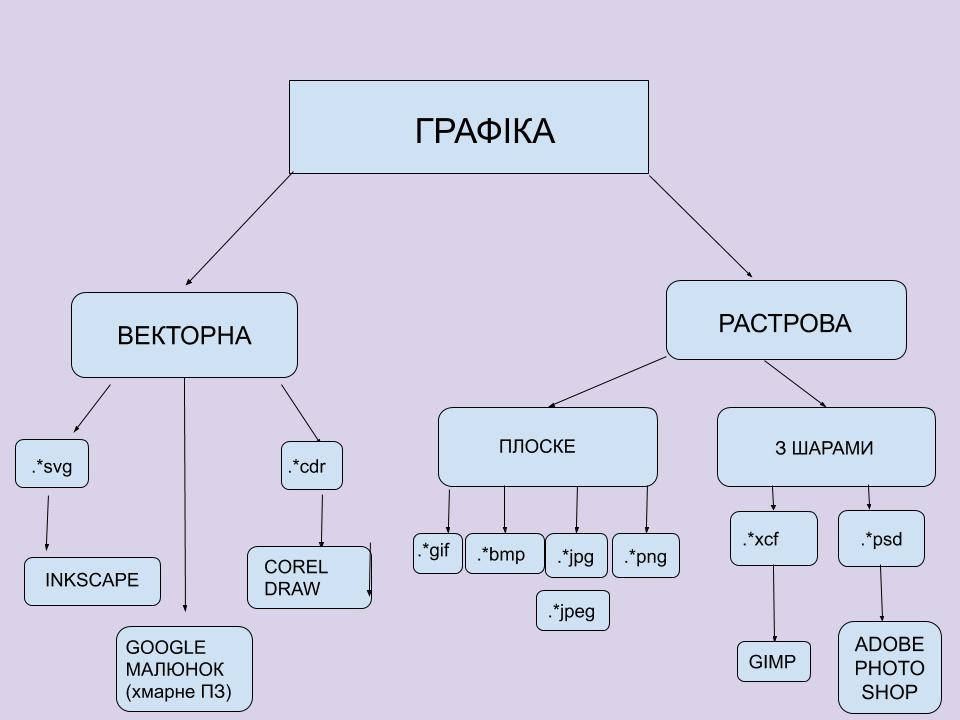 ГРАФІКА
ВЕКТОРНА
РАСТРОВА
.*svg
.*cdr
ПЛОСКЕ
З ШАРАМИ
.*gif
.*bmp
.*jpg
.*png
.*jpeg
.*xcf
.*psd
INKSCAPE
COREL
DRAW
GOOGLE
МАЛЮНОК
(хмарне ПЗ)
GIMP
ADOBE
PHOTO
SHOP